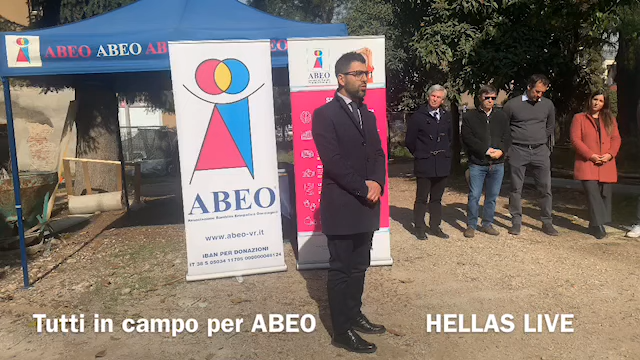 ABEO ABEO AB
ABEO
ABEO
www.abeo-vr.it
IBAN PER DONAZIONI
Tutti in campo per ABEO
HELLAS LIVE